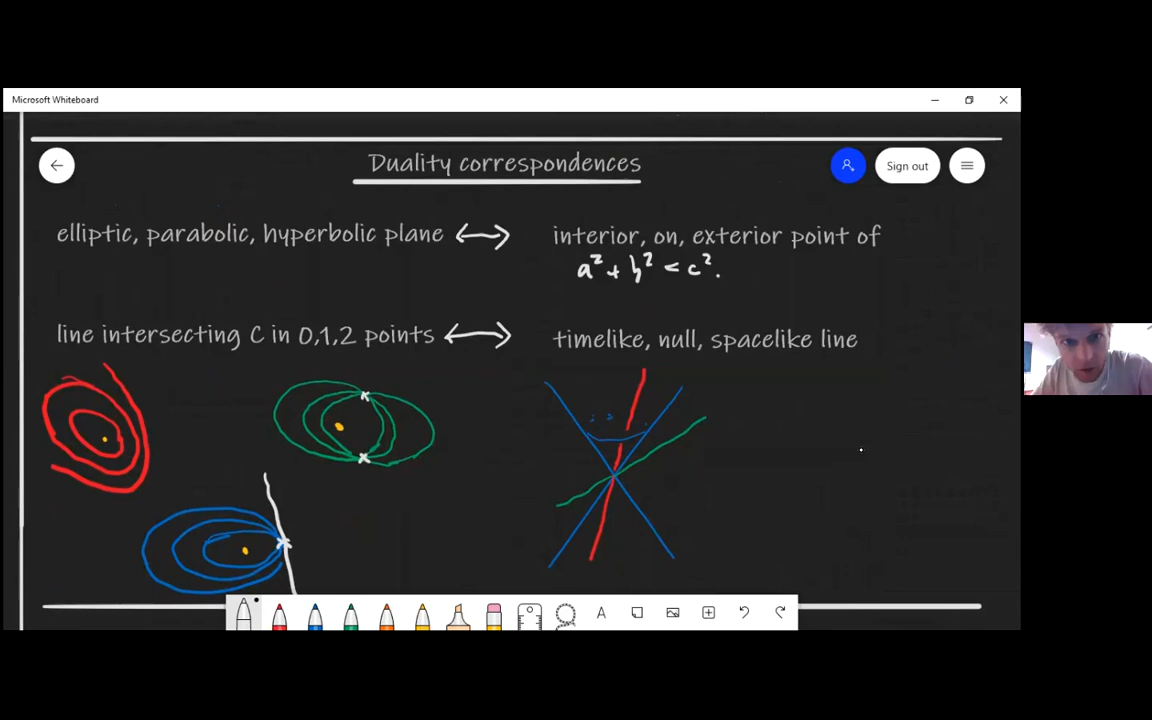 Microsoft Whiteboard
Duality correspondences
Sign out
elliptic, parabolic, hyperbolic plane ⟷ interior, on, exterior point of
a² + b² < c².
line intersecting C in 0,1,2 points ⟷ timelike, null, spacelike line
A